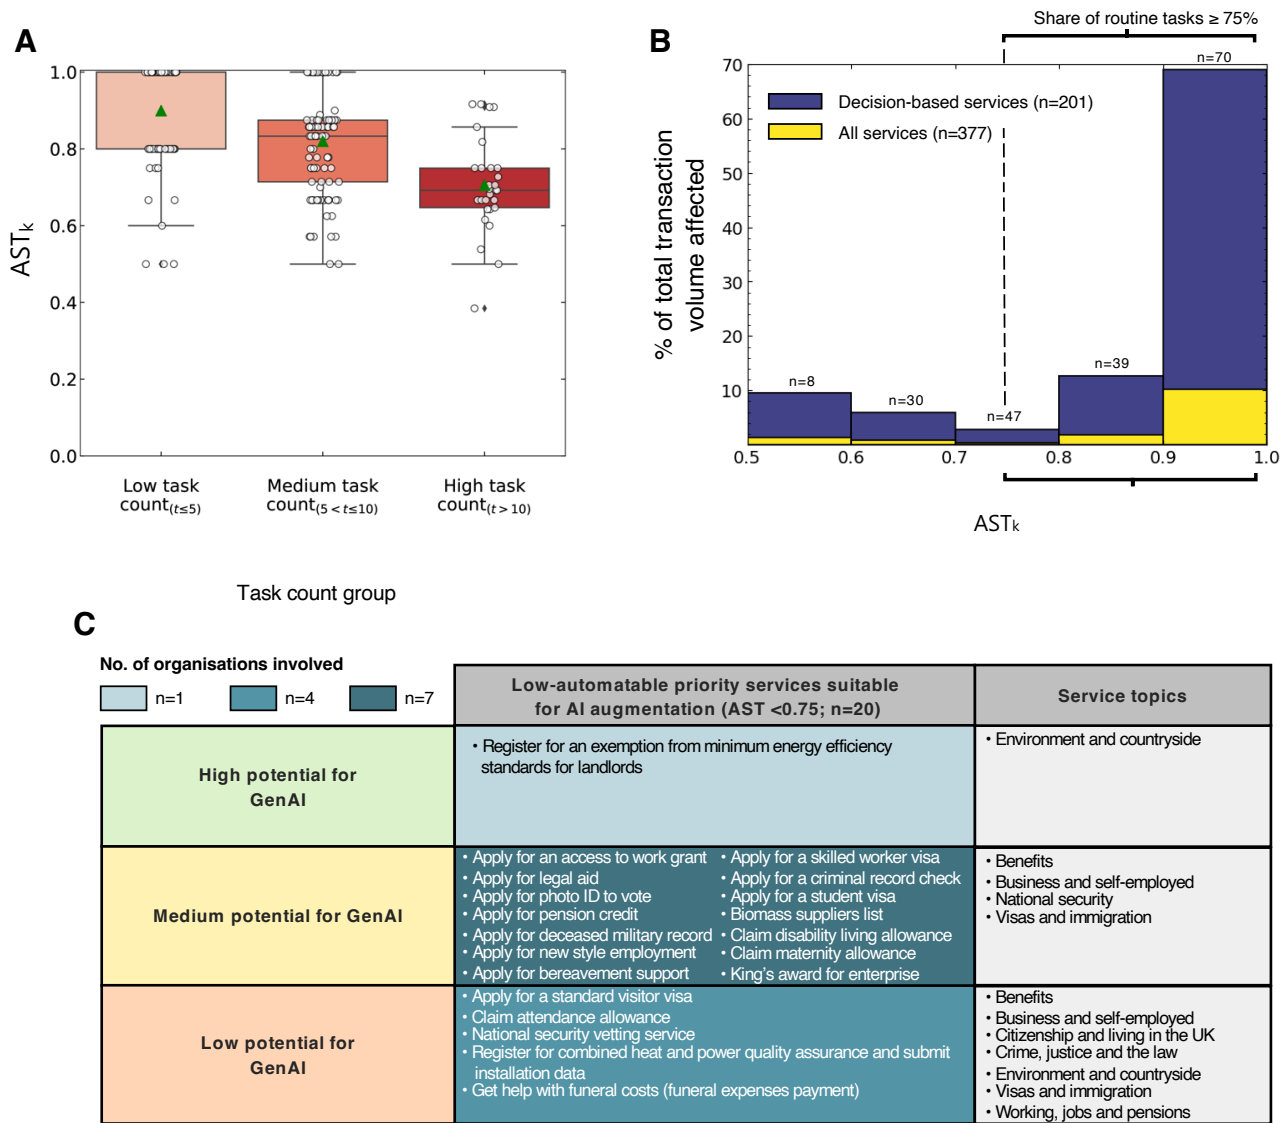 A
1.0
0.8
0.6
0.4
0.2
0.0
ASTk
Low task
count(t≤5)
Medium task
count(5 < t≤10)
High task
count(t > 10)
Task count group
B
Share of routine tasks ≥ 75%
70
60
50
40
30
20
10
% of total transaction
volume affected
Decision-based services (n=201)
All services (n=377)
n=8
n=30
n=47
n=39
n=70
0.5
0.6
0.7
0.8
0.9
1.0
ASTk
C
No. of organisations involved
n=1
n=4
n=7
Low-automatable priority services suitable
for AI augmentation (AST <0.75; n=20)
Service topics
High potential for
GenAI
• Register for an exemption from minimum energy efficiency
standards for landlords
• Environment and countryside
Medium potential for GenAI
• Apply for an access to work grant
• Apply for legal aid
• Apply for photo ID to vote
• Apply for pension credit
• Apply for deceased military record
• Apply for new style employment
• Apply for bereavement support
• Apply for a skilled worker visa
• Apply for a criminal record check
• Apply for a student visa
• Biomass suppliers list
• Claim disability living allowance
• Claim maternity allowance
• King's award for enterprise
• Benefits
• Business and self-employed
• National security
• Visas and immigration
Low potential for
GenAI
• Apply for a standard visitor visa
• Claim attendance allowance
• National security vetting service
• Register for combined heat and power quality assurance and submit
installation data
• Get help with funeral costs (funeral expenses payment)
• Benefits
• Business and self-employed
• Citizenship and living in the UK
• Crime, justice and the law
• Environment and countryside
• Visas and immigration
• Working, jobs and pensions